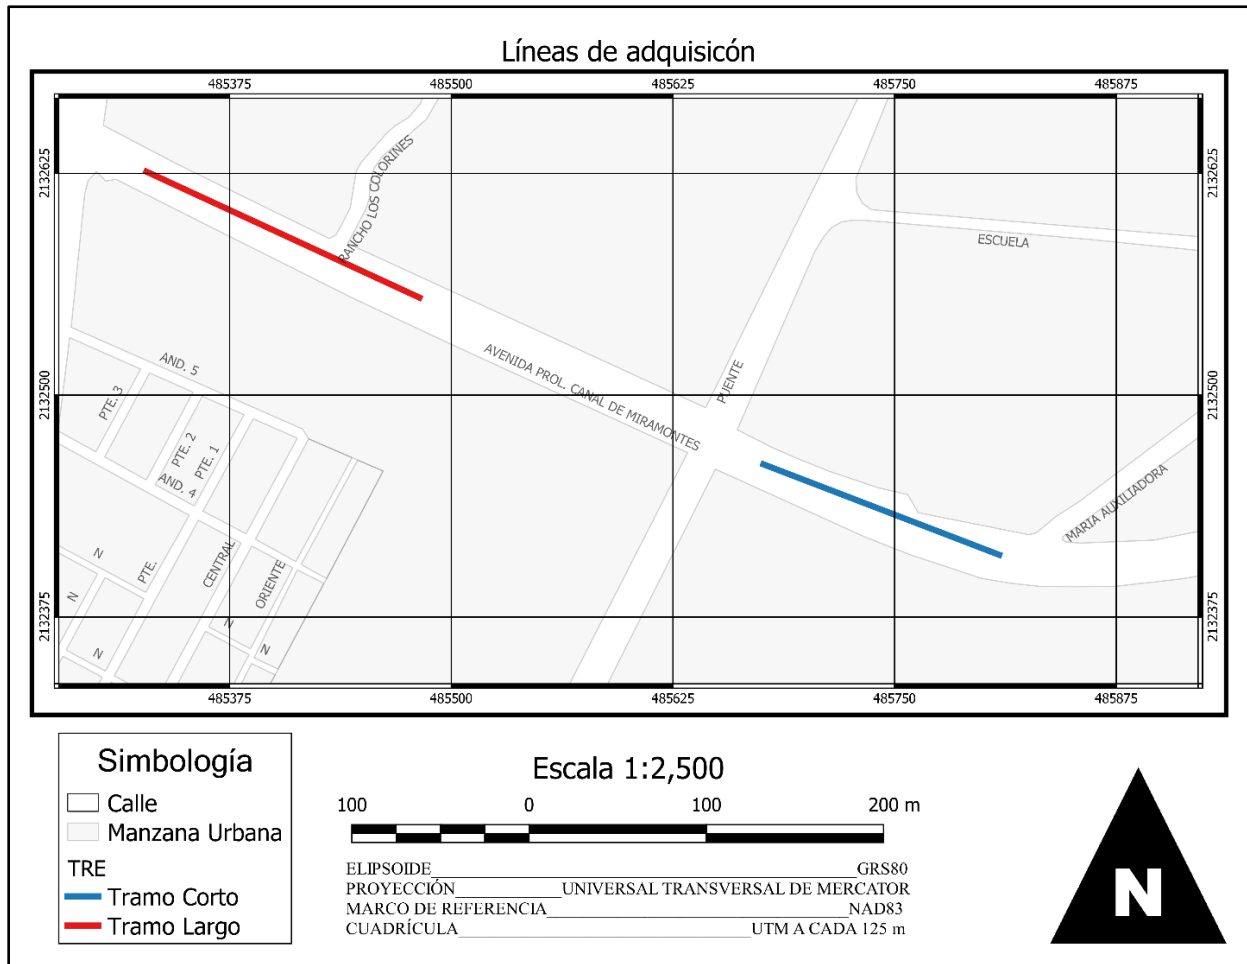 Líneas de adquisicón
485375 485500 485625 485750 485875
2132625 2132625
RANCHO LOS COLORINES
ESCUELA
AVENIDA PROL. CANAL DE MIRAMONTES
PUENTE
2132500 2132500
AND. 5
PTE. 3
PTE. 2
PTE. 1
AND. 4
MARIA AUXILIADORA
N
PTE.
CENTRAL
ORIENTE
N
N
N
N
2132375 2132375
485375 485500 485625 485750 485875
Simbología
Calle
Manzana Urbana
TRE
Tramo Corto
Tramo Largo
Escala 1:2,500
100 0 100 200 m
ELIPSOIDE GRS80
PROYECCIÓN UNIVERSAL TRANSVERSAL DE MERCATOR
MARCO DE REFERENCIA NAD83
CUADRÍCULA UTM A CADA 125 m
N